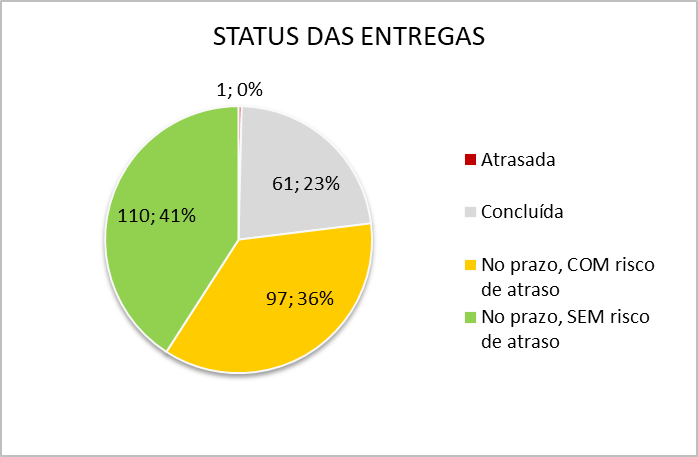 STATUS DAS ENTREGAS
1; 0%
61; 23%
110; 41%
97; 36%
Atrasada
Concluída
No prazo, COM risco
de atraso
No prazo, SEM risco
de atraso